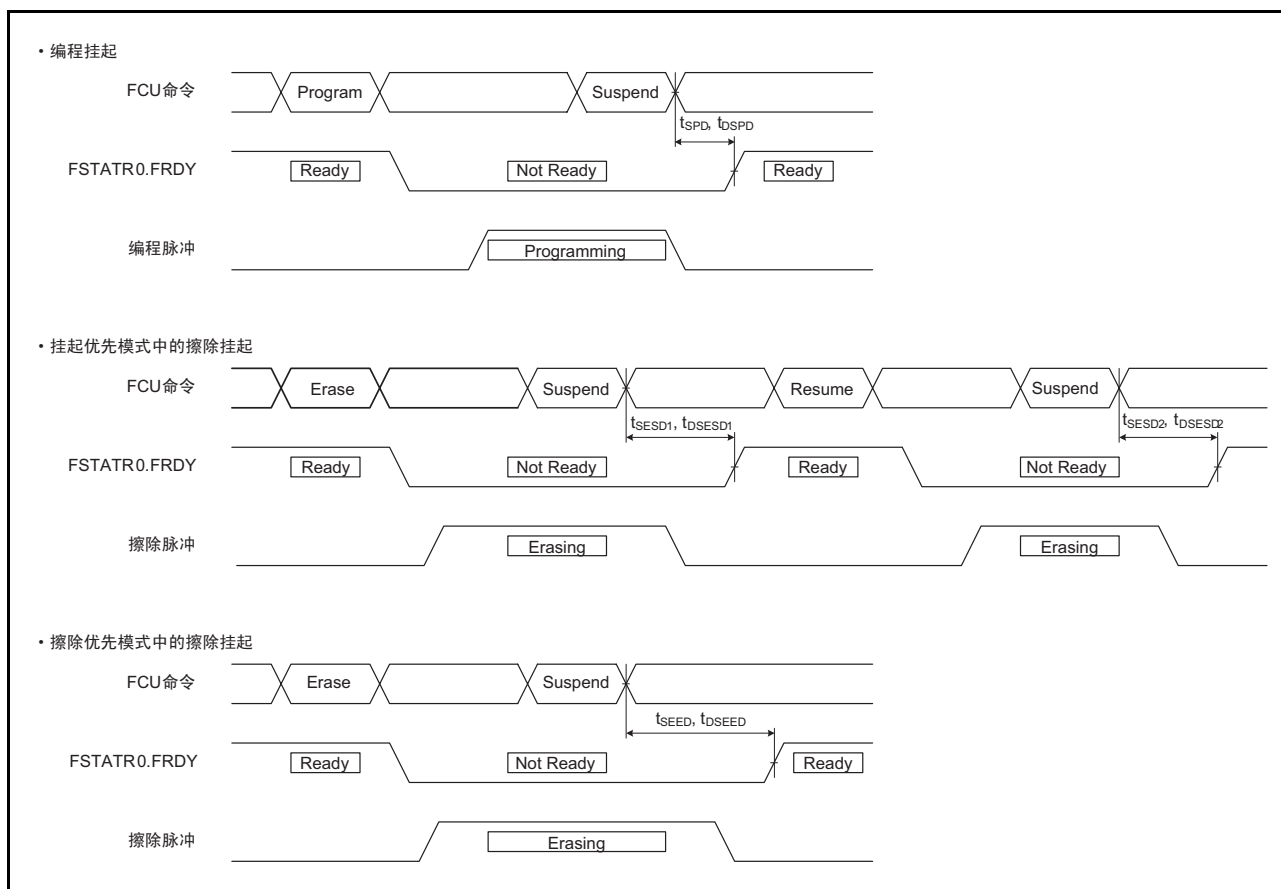 ・编程挂起
FCU命令 Program Suspend
tSPD, tDSPD
FSTATR0.FRDY Ready Not Ready Ready
编程脉冲 Programming
・挂起优先模式中的擦除挂起
FCU命令 Erase Suspend Resume Suspend
tSESD1, tDSESD1 tSESD2, tDSESD2
FSTATR0.FRDY Ready Not Ready Ready Not Ready
擦除脉冲 Erasing Erasing
・擦除优先模式中的擦除挂起
FCU命令 Erase Suspend
tSEED, tDSEED
FSTATR0.FRDY Ready Not Ready Ready
擦除脉冲 Erasing